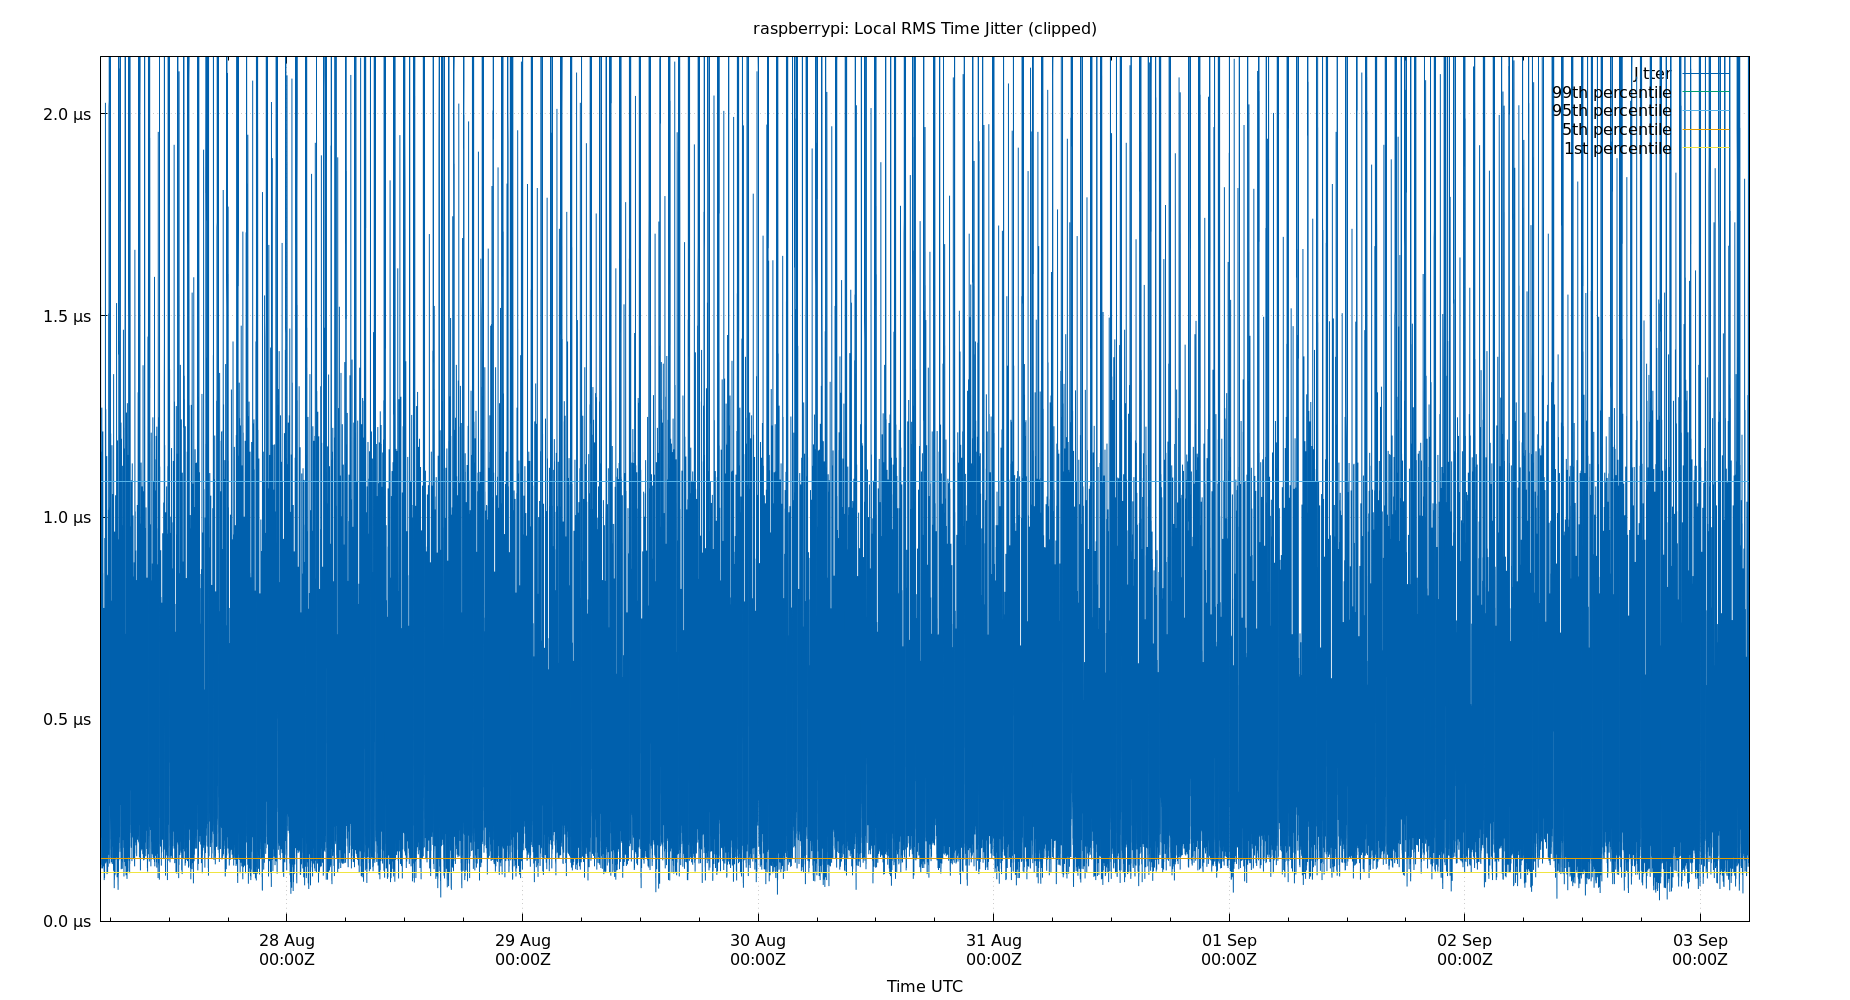 raspberrypi: Local RMS Time Jitter (clipped)
Jitter
99th percentile
95th percentile
5th percentile
1st percentile
2.0 µs
1.5 µs
1.0 µs
0.5 µs
0.0 µs
28 Aug
00:00Z
29 Aug
00:00Z
30 Aug
00:00Z
31 Aug
00:00Z
01 Sep
00:00Z
02 Sep
00:00Z
03 Sep
00:00Z
Time UTC